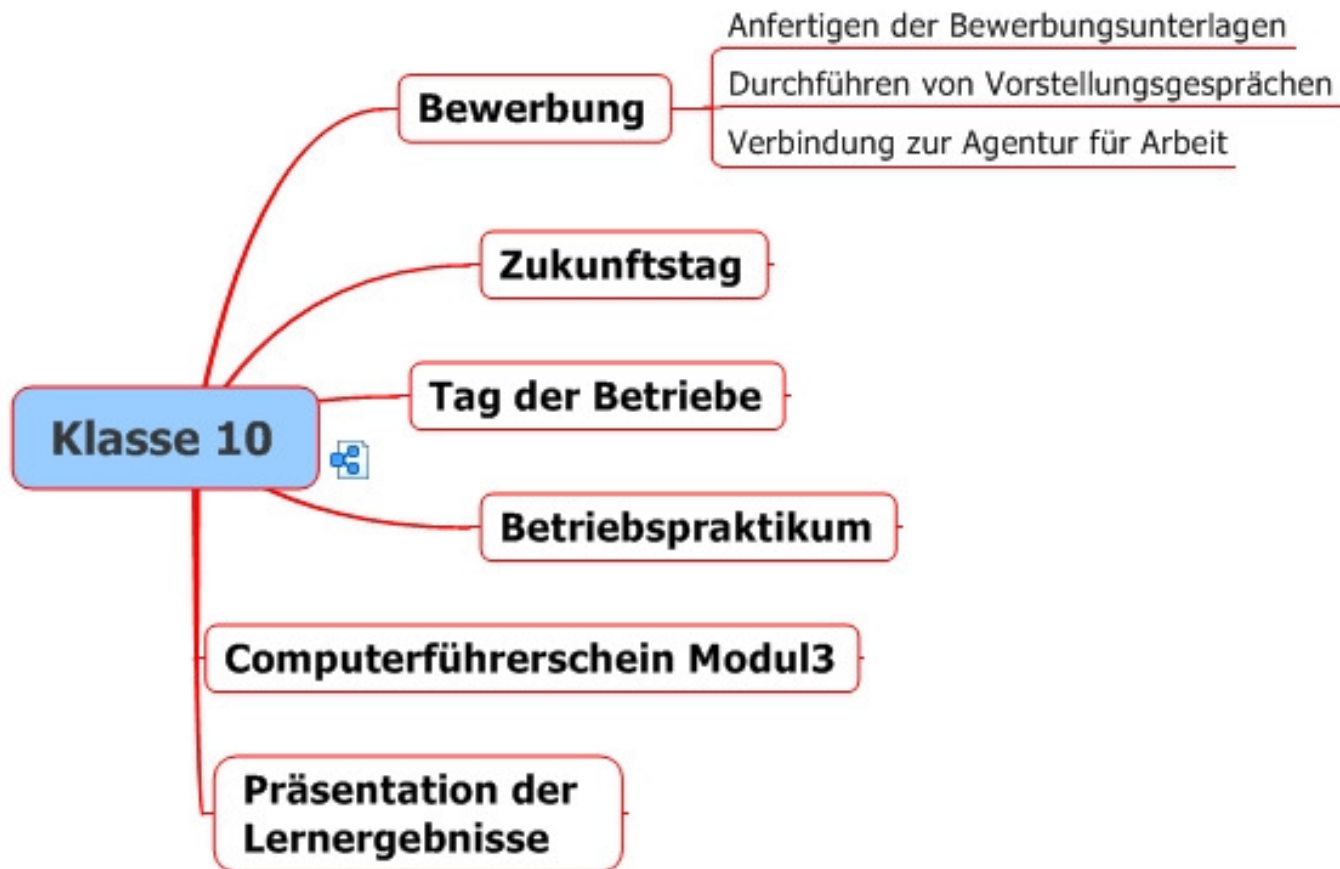 Anfertigen der Bewerbungsunterlagen
Bewerbung
Durchführen von Vorstellungsgesprächen
Verbindung zur Agentur für Arbeit
Zukunftstag
Tag der Betriebe
Klasse 10
Betriebspraktikum
Computerführerschein Modul3
Präsentation der
Lernergebnisse